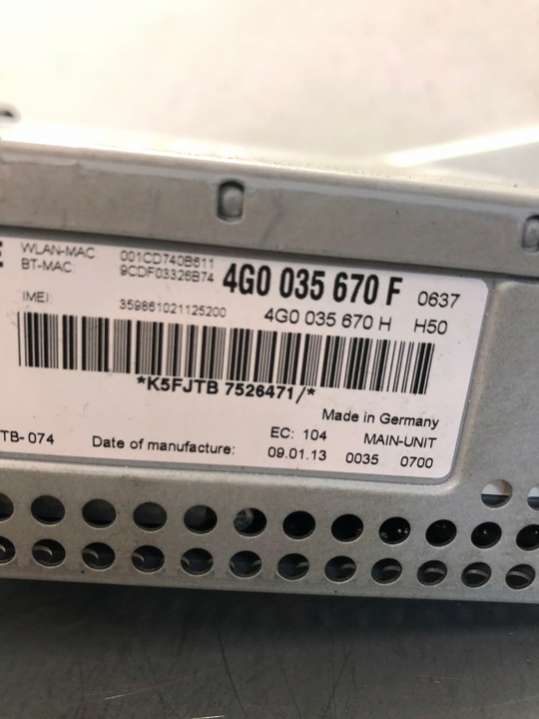 E WLAN-MAC 001CD740B611
BT-MAC: 9CDF03326B74 4G0 035 670 F 0637
IMEI: 359861021125200 4G0 035 670 H H50
*K5FJTB 7526471/*
Made in Germany
EC: 104 MAIN-UNIT
TB-074 Date of manufacture: 09.01.13 0035 0700